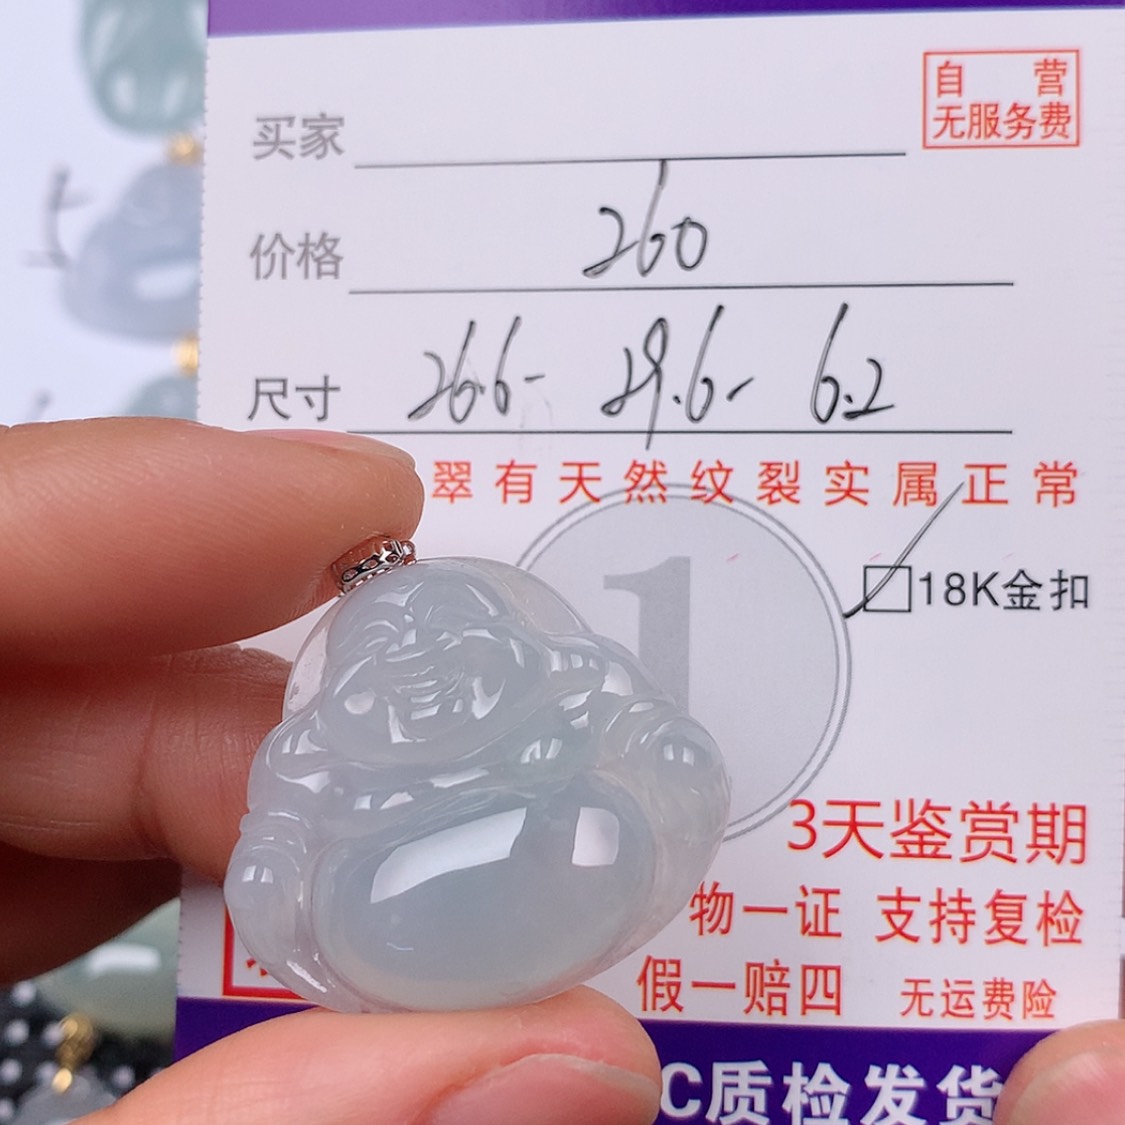 自 营
无服务费
买家
价格 260
尺寸 26.6- 29.6- 6.2
翠有天然纹裂实属正常
1
18K金扣
3天鉴赏期
物一证 支持复检
假一赔四 无运费险
C质检发货